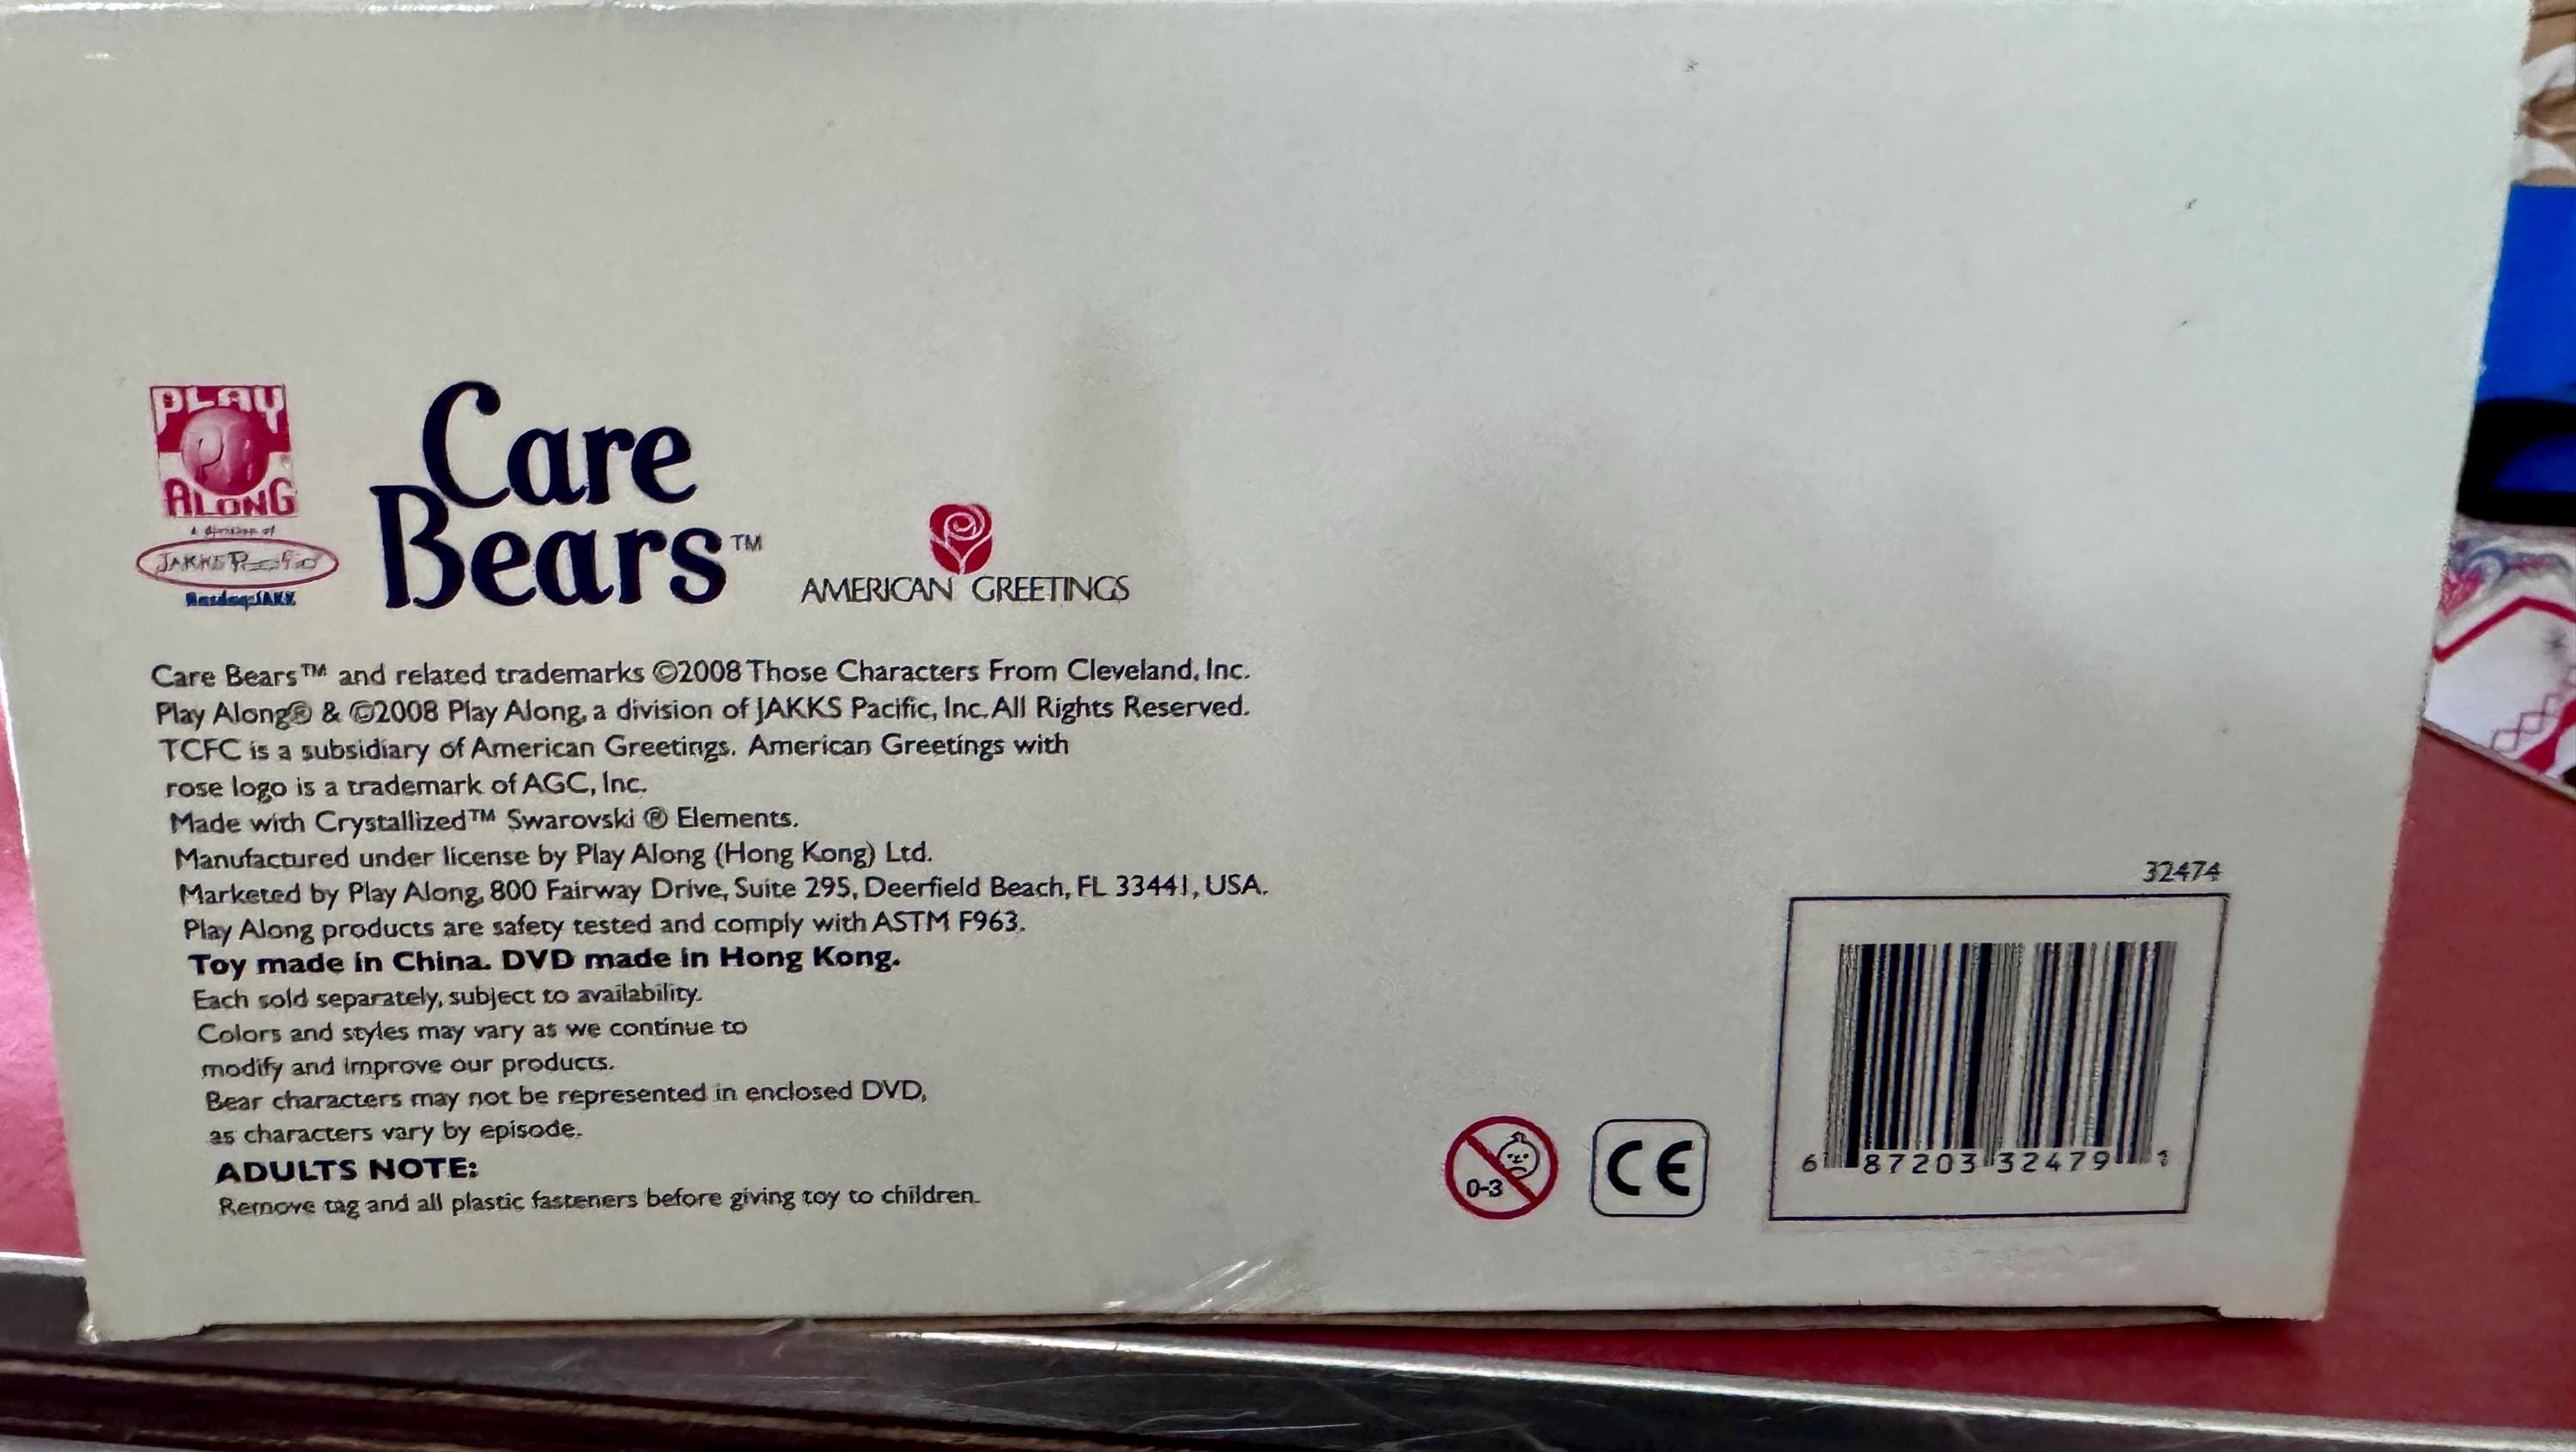 PLAY
ALONG
a division of
JAKKS
Nasdaq:JAKK
Care
Bears™
AMERICAN GREETINGS
Care Bears™ and related trademarks ©2008 Those Characters From Cleveland, Inc.
Play Along® & ©2008 Play Along, a division of JAKKS Pacific, Inc. All Rights Reserved.
TCFC is a subsidiary of American Greetings. American Greetings with
rose logo is a trademark of AGC, Inc.
Made with Crystallized™ Swarovski ® Elements.
Manufactured under license by Play Along (Hong Kong) Ltd.
Marketed by Play Along, 800 Fairway Drive, Suite 295, Deerfield Beach, FL 33441, USA.
Play Along products are safety tested and comply with ASTM F963.
Toy made in China. DVD made in Hong Kong.
Each sold separately, subject to availability.
Colors and styles may vary as we continue to
modify and improve our products.
Bear characters may not be represented in enclosed DVD,
as characters vary by episode.
ADULTS NOTE:
Remove tag and all plastic fasteners before giving toy to children.
0-3
CE
32474
6 87203 32479